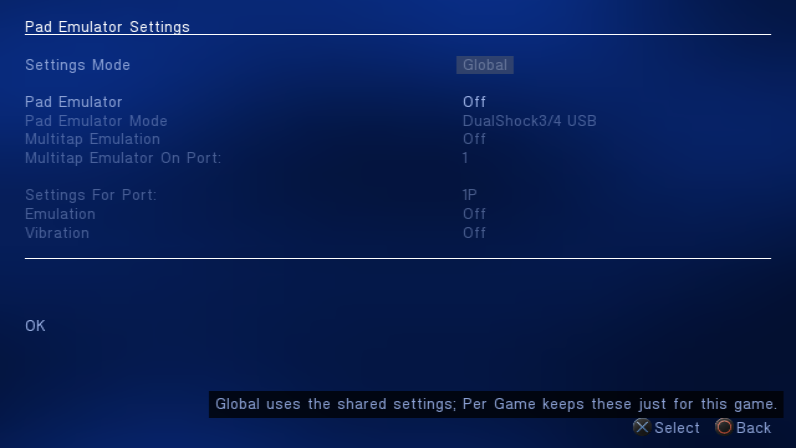 Pad Emulator Settings
Settings Mode Global
Pad Emulator Off
Pad Emulator Mode DualShock3/4 USB
Multitap Emulation Off
Multitap Emulator On Port: 1
Settings For Port: 1P
Emulation Off
Vibration Off
OK
Global uses the shared settings; Per Game keeps these just for this game.
Select Back